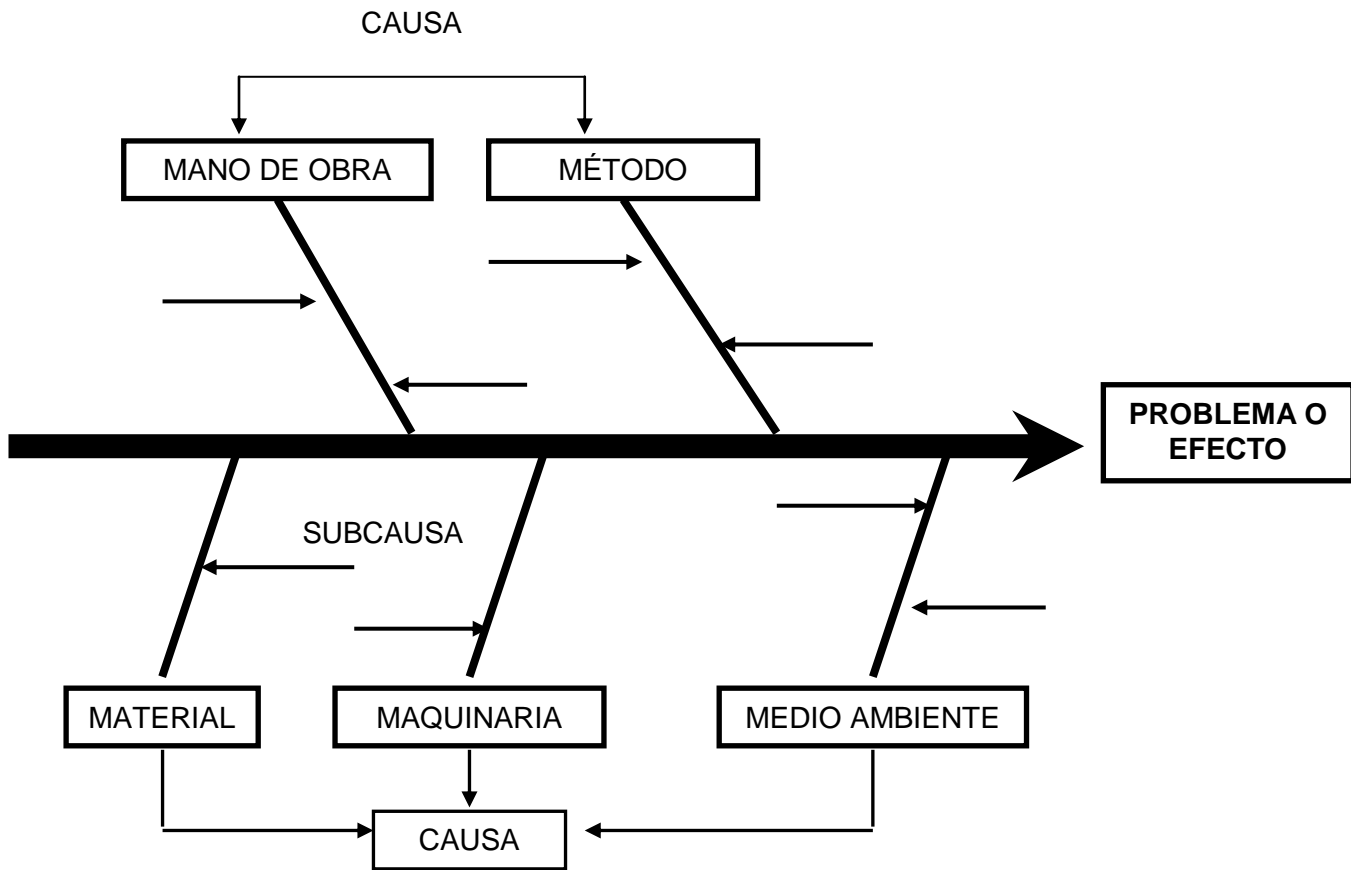 CAUSA
MANO DE OBRA
MÉTODO
PROBLEMA O
EFECTO
SUBCAUSA
MATERIAL
MAQUINARIA
MEDIO AMBIENTE
CAUSA